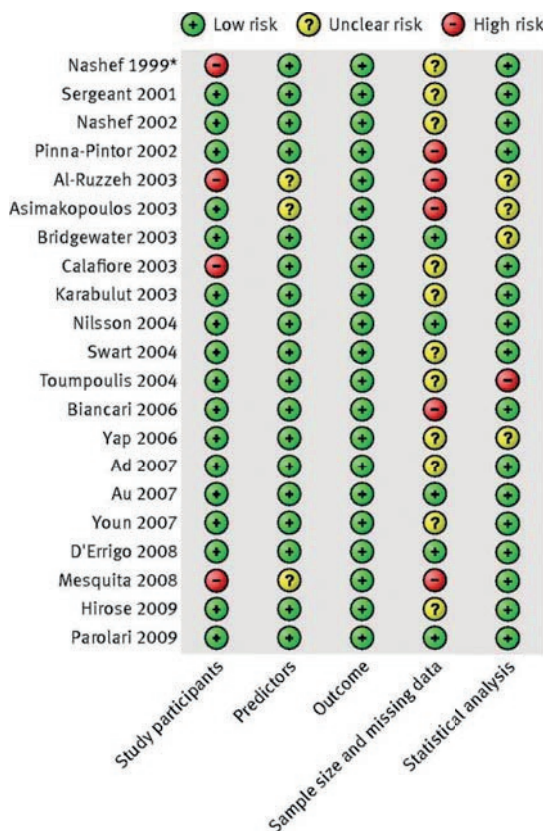 + Low risk ? Unclear risk - High risk
Nashef 1999* - + + ? +
Sergeant 2001 + + + ? +
Nashef 2002 + + + ? +
Pinna-Pintor 2002 + + + - +
Al-Ruzzeh 2003 - ? + - ?
Asimakopoulos 2003 + ? + - ?
Bridgewater 2003 + + + + ?
Calafiore 2003 - + + ? +
Karabulut 2003 + + + ? +
Nilsson 2004 + + + + +
Swart 2004 + + + ? +
Toumpoulis 2004 + + + ? -
Biancari 2006 + + + - +
Yap 2006 + + + ? ?
Ad 2007 + + + ? +
Au 2007 + + + + +
Youn 2007 + + + ? +
D'Errigo 2008 + + + + +
Mesquita 2008 - ? + - +
Hirose 2009 + + + ? +
Parolari 2009 + + + + +
Study participants
Predictors
Outcome
Sample size and missing data
Statistical analysis